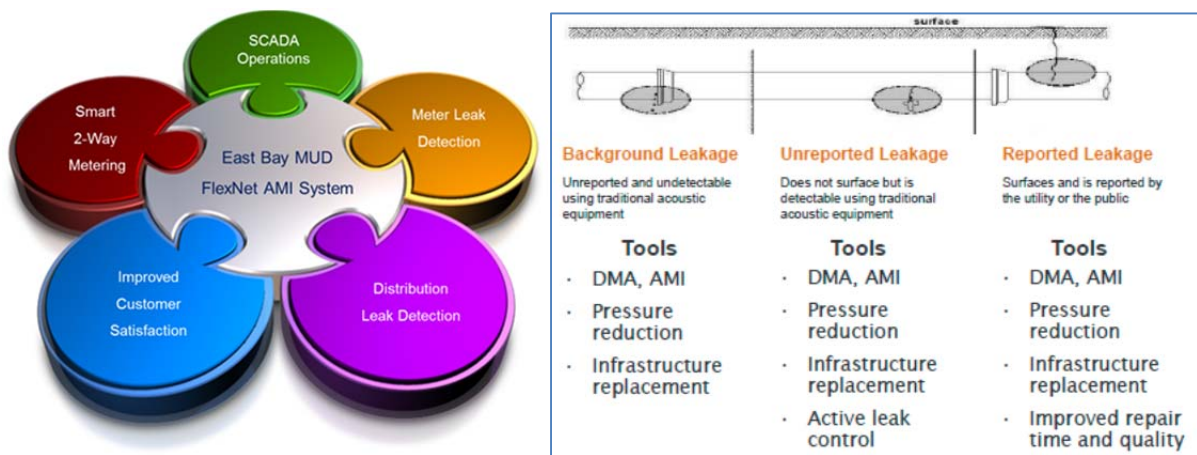 SCADA
Operations
Smart
2-Way
Metering
Meter Leak
Detection
East Bay MUD
FlexNet AMI System
Improved
Customer
Satisfaction
Distribution
Leak Detection
surface
Background Leakage
Unreported and undetectable
using traditional acoustic
equipment
Tools
· DMA, AMI
· Pressure
reduction
· Infrastructure
replacement
Unreported Leakage
Does not surface but is
detectable using traditional
acoustic equipment
Tools
· DMA, AMI
· Pressure
reduction
· Infrastructure
replacement
· Active leak
control
Reported Leakage
Surfaces and is reported by
the utility or the public
Tools
· DMA, AMI
· Pressure
reduction
· Infrastructure
replacement
· Improved repair
time and quality